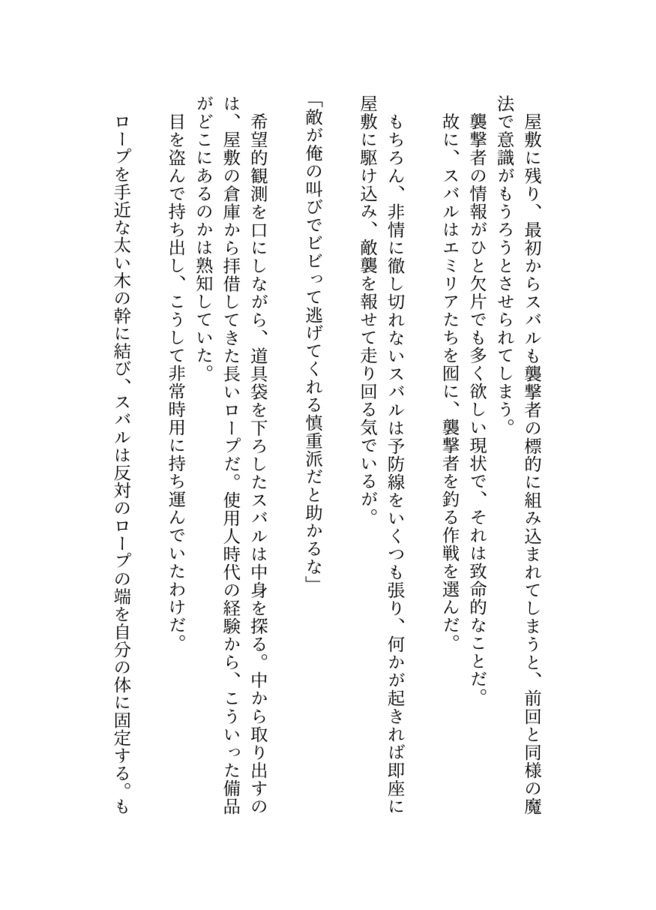 屋敷に残り、最初からスバルも襲撃者の標的に組み込まれてしまうと、前回と同様の魔
法で意識がもうろうとさせられてしまう。
　襲撃者の情報がひと欠片でも多く欲しい現状で、それは致命的なことだ。
　故に、スバルはエミリアたちを囮に、襲撃者を釣る作戦を選んだ。
　もちろん、非情に徹し切れないスバルは予防線をいくつも張り、何かが起きれば即座に
屋敷に駆け込み、敵襲を報せて走り回る気でいるが。
「敵が俺の叫びでビビって逃げてくれる慎重派だと助かるな」
　希望的観測を口にしながら、道具袋を下ろしたスバルは中身を探る。中から取り出すの
は、屋敷の倉庫から拝借してきた長いロープだ。使用人時代の経験から、こういった備品
がどこにあるのかは熟知していた。
　目を盗んで持ち出し、こうして非常時用に持ち運んでいたわけだ。
　ロープを手近な太い木の幹に結び、スバルは反対のロープの端を自分の体に固定する。も